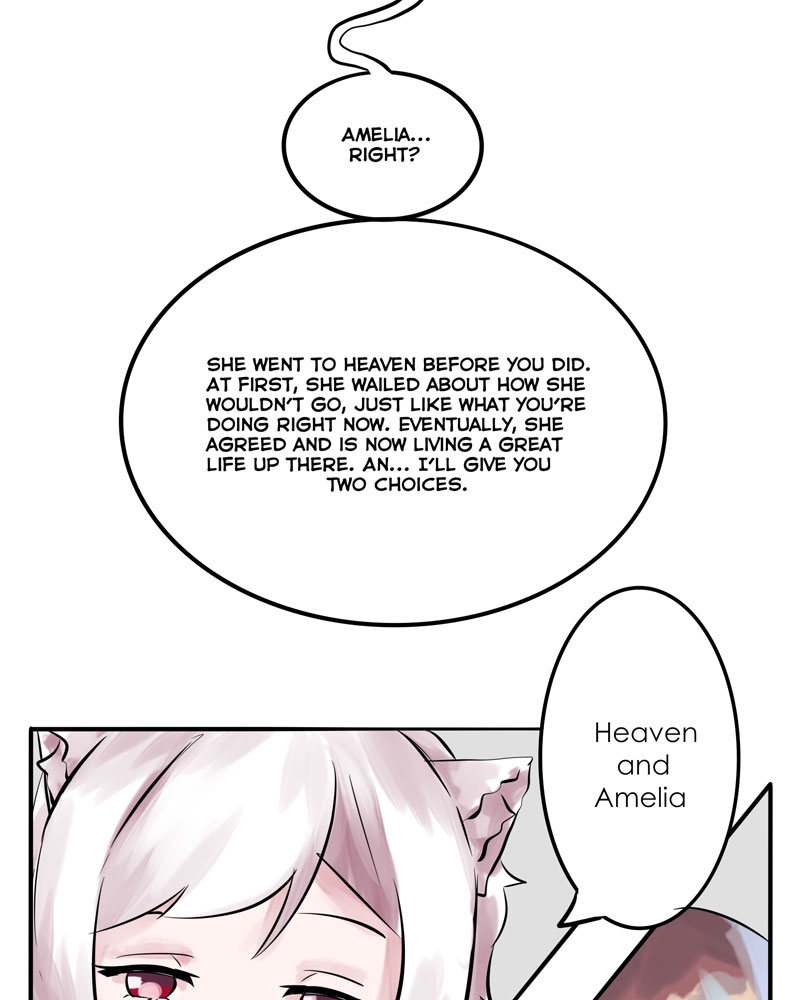 AMELIA...
RIGHT?
SHE WENT TO HEAVEN BEFORE YOU DID.
AT FIRST, SHE WAILED ABOUT HOW SHE
WOULDN'T GO, JUST LIKE WHAT YOU'RE
DOING RIGHT NOW. EVENTUALLY, SHE
AGREED AND IS NOW LIVING A GREAT
LIFE UP THERE. AN... I'LL GIVE YOU
TWO CHOICES.
Heaven
and
Amelia